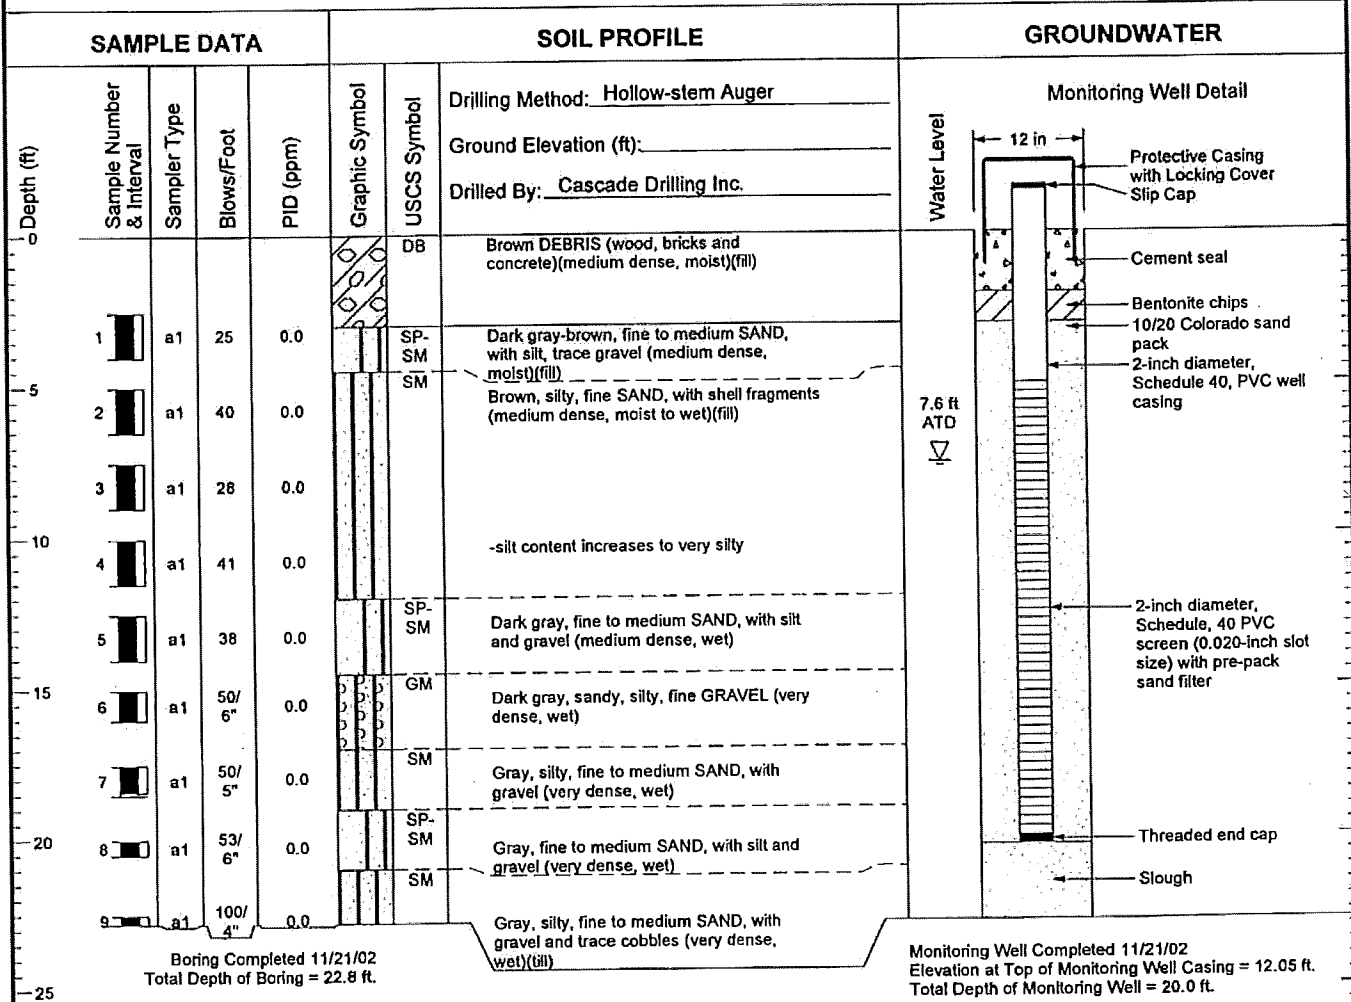 SAMPLE DATA
SOIL PROFILE
GROUNDWATER
Depth (ft)
Sample Number
& Interval
Sampler Type
Blows/Foot
PID (ppm)
Graphic Symbol
USCS Symbol
Drilling Method: Hollow-stem Auger
Ground Elevation (ft):
Drilled By: Cascade Drilling Inc.
Water Level
Monitoring Well Detail
12 in
Protective Casing
with Locking Cover
Slip Cap
Cement seal
Bentonite chips
10/20 Colorado sand
pack
2-inch diameter,
Schedule 40, PVC well
casing
0
DB
Brown DEBRIS (wood, bricks and
concrete)(medium dense, moist)(fill)
1 a1 25 0.0
SP-
SM
Dark gray-brown, fine to medium SAND,
with silt, trace gravel (medium dense,
moist)(fill)
5
SM
Brown, silty, fine SAND, with shell fragments
(medium dense, moist to wet)(fill)
2 a1 40 0.0
7.6 ft
ATD
3 a1 28 0.0
10
-silt content increases to very silty
4 a1 41 0.0
SP-
SM
Dark gray, fine to medium SAND, with silt
and gravel (medium dense, wet)
5 a1 38 0.0
2-inch diameter,
Schedule, 40 PVC
screen (0.020-inch slot
size) with pre-pack
sand filter
15
GM
Dark gray, sandy, silty, fine GRAVEL (very
dense, wet)
6 a1 50/
6" 0.0
SM
Gray, silty, fine to medium SAND, with
gravel (very dense, wet)
7 a1 50/
5" 0.0
20
SP-
SM
Gray, fine to medium SAND, with silt and
gravel (very dense, wet)
8 a1 53/
6" 0.0
Threaded end cap
Slough
SM
Gray, silty, fine to medium SAND, with
gravel and trace cobbles (very dense,
wet)(till)
9 a1 100/
4" 0.0
25
Boring Completed 11/21/02
Total Depth of Boring = 22.8 ft.
Monitoring Well Completed 11/21/02
Elevation at Top of Monitoring Well Casing = 12.05 ft.
Total Depth of Monitoring Well = 20.0 ft.